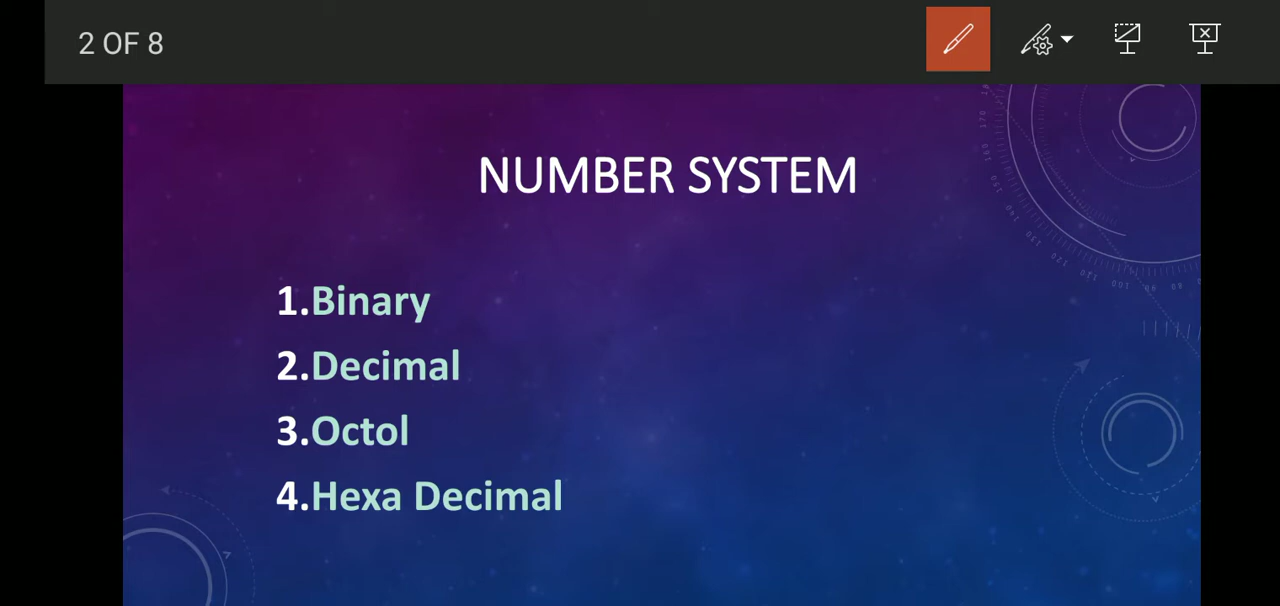 2 OF 8
NUMBER SYSTEM
1.Binary
2.Decimal
3.Octol
4.Hexa Decimal